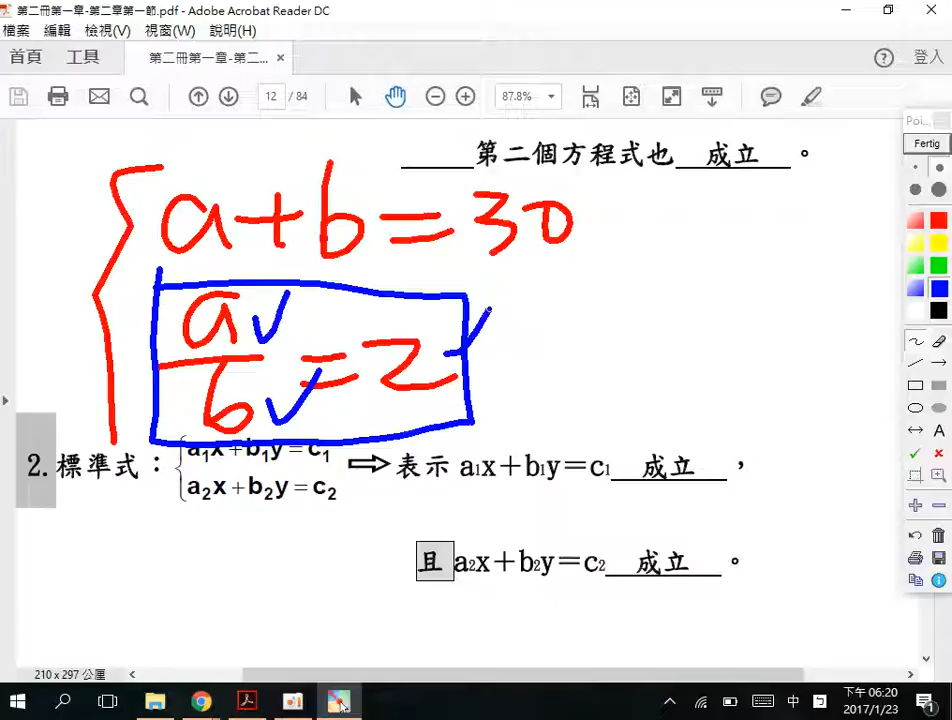 第二冊第一章-第二章第一節.pdf - Adobe Acrobat Reader DC
檔案 編輯 檢視(V) 視窗(W) 說明(H)
首頁 工具 第二冊第一章-第二... × 登入
12 / 84 87.8%
第二個方程式也 成立 。
a+b=30
a/b=2
2.標準式：{a₁x+b₁y=c₁ ⇒ 表示 a₁x＋b₁y＝c₁ 成立 ，
a₂x+b₂y=c₂
且 a₂x＋b₂y＝c₂ 成立 。
Poi...
Fertig
A
210 x 297 公厘
中 下午 06:20
2017/1/23
1